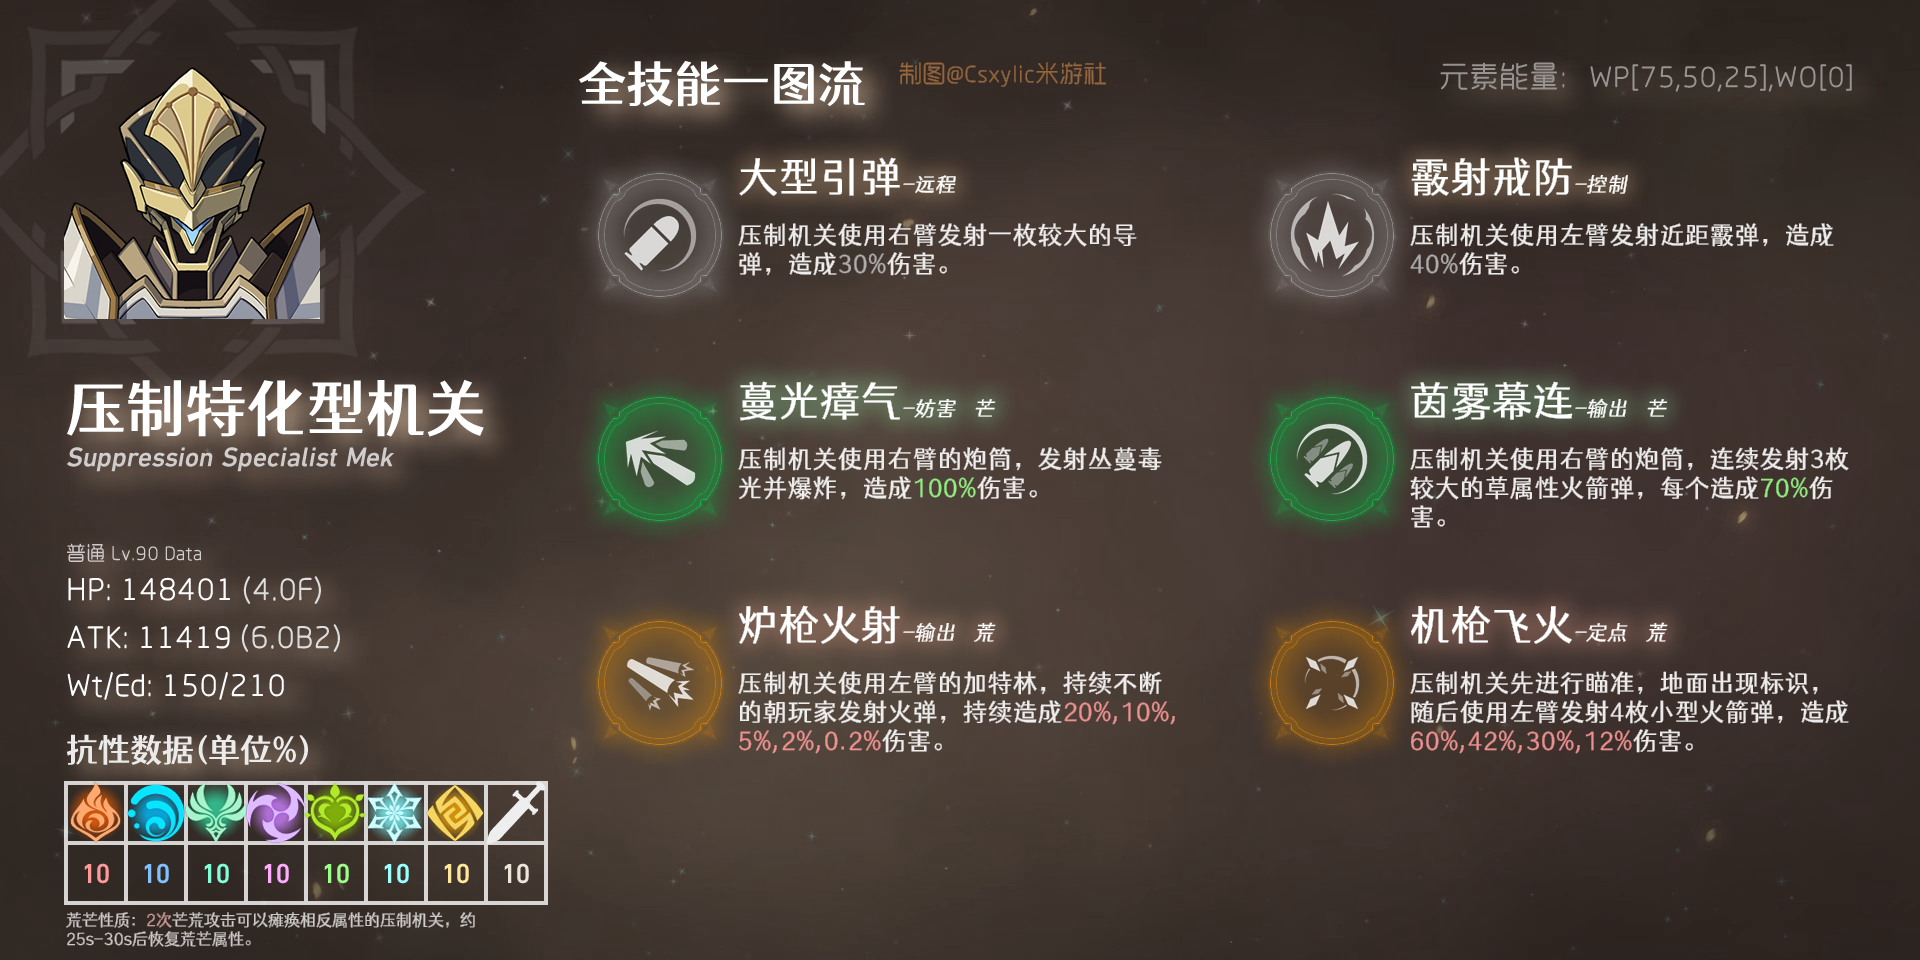 全技能一图流
制图@Csxylic米游社
元素能量： WP[75,50,25],WO[0]
压制特化型机关
Suppression Specialist Mek
普通 Lv.90 Data
HP: 148401 (4.0F)
ATK: 11419 (6.0B2)
Wt/Ed: 150/210
抗性数据(单位%)
10 10 10 10 10 10 10 10
荒芒性质：2次芒荒攻击可以瘫痪相反属性的压制机关，约
25s-30s后恢复荒芒属性。
大型引弹-远程
压制机关使用右臂发射一枚较大的导
弹，造成30%伤害。
霰射戒防-控制
压制机关使用左臂发射近距霰弹，造成
40%伤害。
蔓光瘴气-妨害 芒
压制机关使用右臂的炮筒，发射丛蔓毒
光并爆炸，造成100%伤害。
茵雾幕连-输出 芒
压制机关使用右臂的炮筒，连续发射3枚
较大的草属性火箭弹，每个造成70%伤
害。
炉枪火射-输出 荒
压制机关使用左臂的加特林，持续不断
的朝玩家发射火弹，持续造成20%,10%,
5%,2%,0.2%伤害。
机枪飞火-定点 荒
压制机关先进行瞄准，地面出现标识，
随后使用左臂发射4枚小型火箭弹，造成
60%,42%,30%,12%伤害。